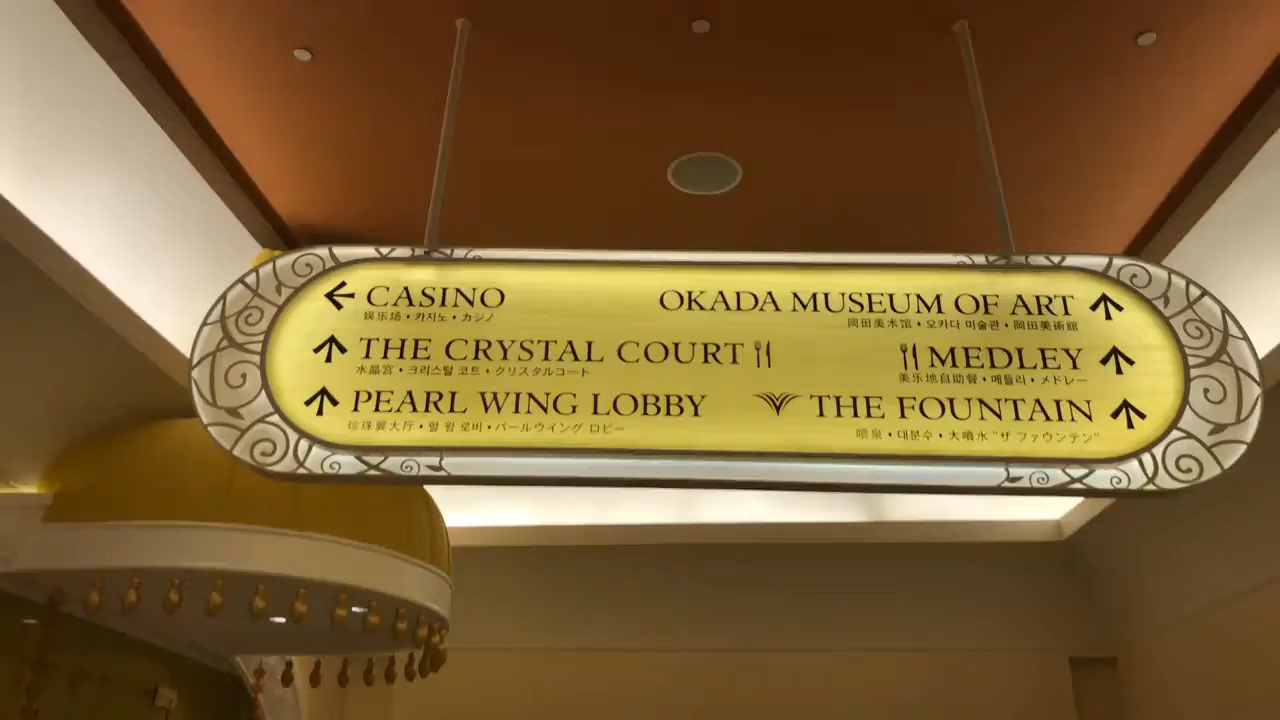 CASINO
娱乐场 • 카지노 • カジノ
THE CRYSTAL COURT
水晶宫 • 크리스탈 코트 • クリスタルコート
PEARL WING LOBBY
珍珠翼大厅 • 펄 윙 로비 • パールウイング ロビー
OKADA MUSEUM OF ART
岡田美术馆 • 오카다 미술관 • 岡田美術館
MEDLEY
美乐地自助餐 • 메들리 • メドレー
THE FOUNTAIN
喷泉 • 대분수 • 大噴水 "ザ ファウンテン"